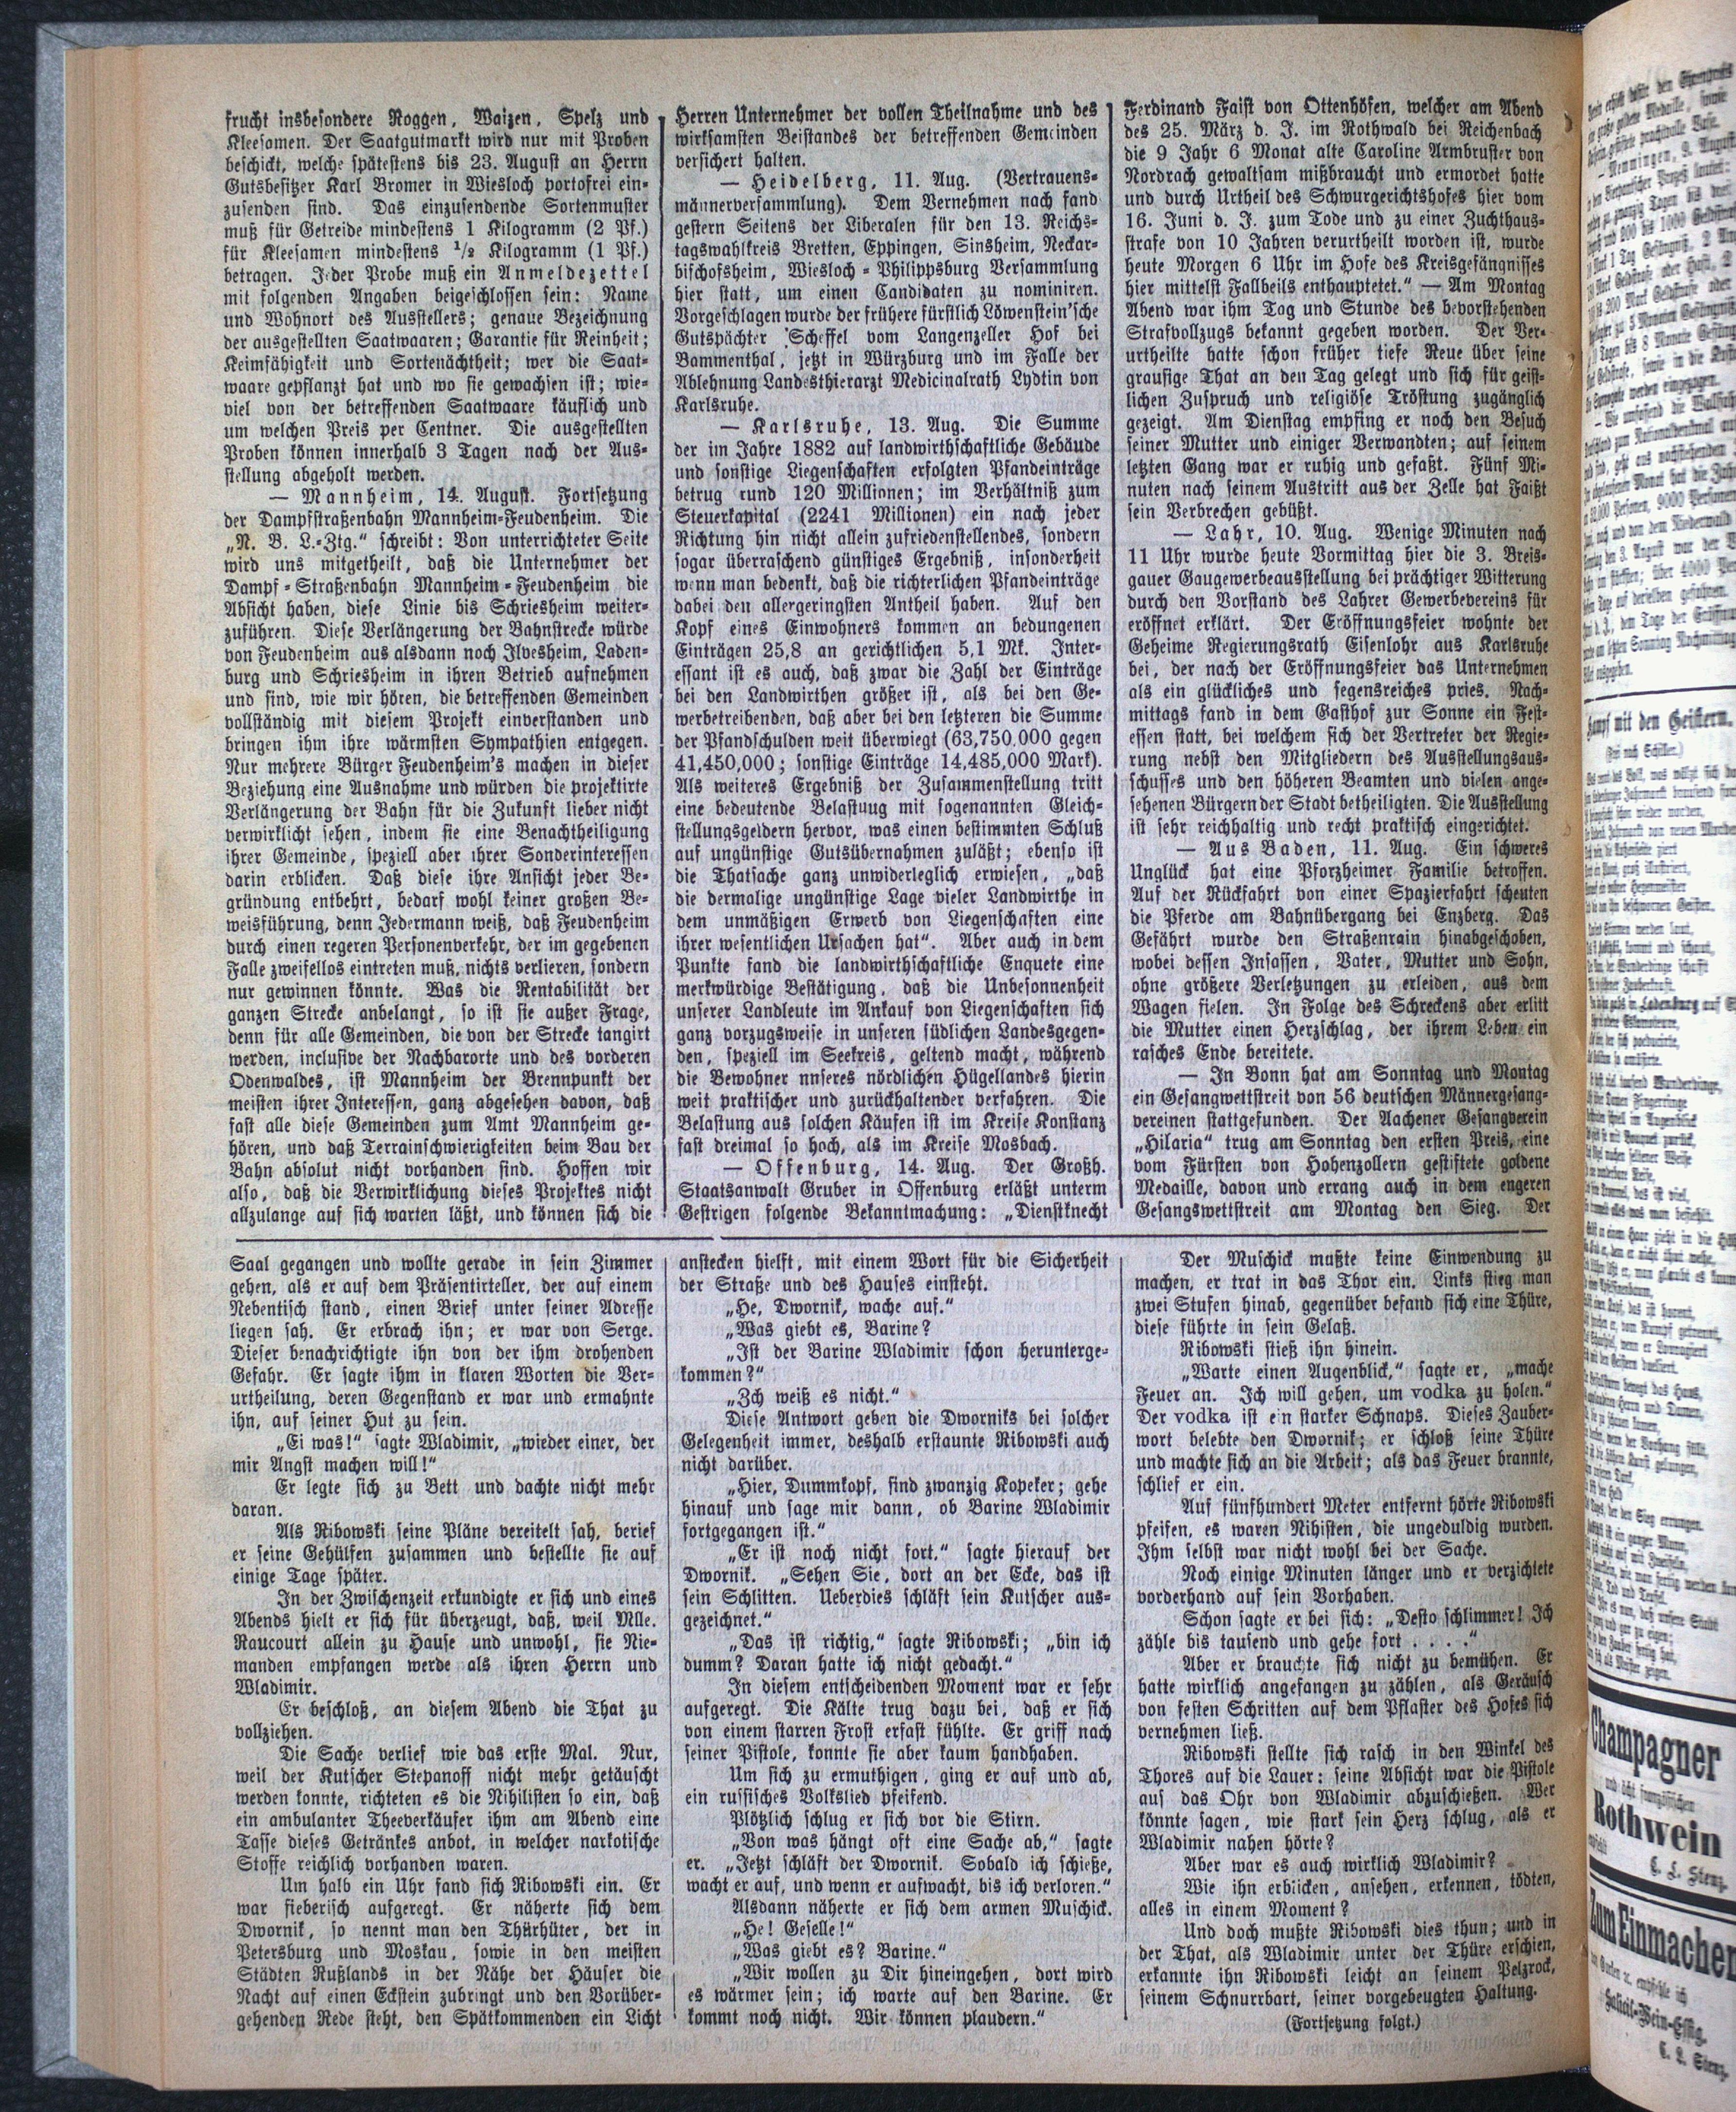 frucht insbesondere Roggen, Waizen, Spelz und
Kleesamen. Der Saatgutmarkt wird nur mit Proben
beschickt, welche spätestens bis 23. August an Herrn
Gutsbesitzer Karl Bromer in Wiesloch portofrei ein-
zusenden sind. Das einzusendende Sortenmuster
muß für Getreide mindestens 1 Kilogramm (2 Pf.)
für Kleesamen mindestens ½ Kilogramm (1 Pf.)
betragen. Jeder Probe muß ein Anmeldezettel
mit folgenden Angaben beigeschlossen sein: Name
und Wohnort des Ausstellers; genaue Bezeichnung
der ausgestellten Saatwaaren; Garantie für Reinheit;
Keimfähigkeit und Sortenächtheit; wer die Saat-
waare gepflanzt hat und wo sie gewachsen ist; wie-
viel von der betreffenden Saatwaare käuflich und
um welchen Preis per Centner. Die ausgestellten
Proben können innerhalb 3 Tagen nach der Aus-
stellung abgeholt werden.
— Mannheim, 14. August. Fortsetzung
der Dampfstraßenbahn Mannheim-Feudenheim. Die
„N. B. L.-Ztg." schreibt: Von unterrichteter Seite
wird uns mitgetheilt, daß die Unternehmer der
Dampf-Straßenbahn Mannheim-Feudenheim die
Absicht haben, diese Linie bis Schriesheim weiter-
zuführen. Diese Verlängerung der Bahnstrecke würde
von Feudenheim aus alsdann noch Ilvesheim, Laden-
burg und Schriesheim in ihren Betrieb aufnehmen
und sind, wie wir hören, die betreffenden Gemeinden
vollständig mit diesem Projekt einverstanden und
bringen ihm ihre wärmsten Sympathien entgegen.
Nur mehrere Bürger Feudenheim's machen in dieser
Beziehung eine Ausnahme und würden die projektirte
Verlängerung der Bahn für die Zukunft lieber nicht
verwirklicht sehen, indem sie eine Benachtheiligung
ihrer Gemeinde, speziell aber ihrer Sonderinteressen
darin erblicken. Daß diese ihre Ansicht jeder Be-
gründung entbehrt, bedarf wohl keiner großen Be-
weisführung, denn Jedermann weiß, daß Feudenheim
durch einen regeren Personenverkehr, der im gegebenen
Falle zweifellos eintreten muß, nichts verlieren, sondern
nur gewinnen könnte. Was die Rentabilität der
ganzen Strecke anbelangt, so ist sie außer Frage,
denn für alle Gemeinden, die von der Strecke tangirt
werden, inclusive der Nachbarorte und des vorderen
Odenwaldes, ist Mannheim der Brennpunkt der
meisten ihrer Interessen, ganz abgesehen davon, daß
fast alle diese Gemeinden zum Amt Mannheim ge-
hören, und daß Terrainschwierigkeiten beim Bau der
Bahn absolut nicht vorhanden sind. Hoffen wir
also, daß die Verwirklichung dieses Projektes nicht
allzulange auf sich warten läßt, und können sich die
Herren Unternehmer der vollen Theilnahme und des
wirksamsten Beistandes der betreffenden Gemeinden
versichert halten.
— Heidelberg, 11. Aug. (Vertrauens-
männerversammlung). Dem Vernehmen nach fand
gestern Seitens der Liberalen für den 13. Reichs-
tagswahlkreis Bretten, Eppingen, Sinsheim, Neckar-
bischofsheim, Wiesloch-Philippsburg Versammlung
hier statt, um einen Candidaten zu nominiren.
Vorgeschlagen wurde der frühere fürstlich Löwenstein'sche
Gutspächter Scheffel vom Langenzeller Hof bei
Bammenthal, jetzt in Würzburg und im Falle der
Ablehnung Landesthierarzt Medicinalrath Lydtin von
Karlsruhe.
— Karlsruhe, 13. Aug. Die Summe
der im Jahre 1882 auf landwirthschaftliche Gebäude
und sonstige Liegenschaften erfolgten Pfandeinträge
betrug rund 120 Millionen; im Verhältniß zum
Steuerkapital (2241 Millionen) ein nach jeder
Richtung hin nicht allein zufriedenstellendes, sondern
sogar überraschend günstiges Ergebniß, insonderheit
wenn man bedenkt, daß die richterlichen Pfandeinträge
dabei den allergeringsten Antheil haben. Auf den
Kopf eines Einwohners kommen an bedungenen
Einträgen 25,8 an gerichtlichen 5,1 Mk. Inter-
essant ist es auch, daß zwar die Zahl der Einträge
bei den Landwirthen größer ist, als bei den Ge-
werbetreibenden, daß aber bei den letzteren die Summe
der Pfandschulden weit überwiegt (63,750,000 gegen
41,450,000; sonstige Einträge 14,485,000 Mark).
Als weiteres Ergebniß der Zusammenstellung tritt
eine bedeutende Belastuug mit sogenannten Gleich-
stellungsgeldern hervor, was einen bestimmten Schluß
auf ungünstige Gutsübernahmen zuläßt; ebenso ist
die Thatsache ganz unwiderleglich erwiesen, „daß
die dermalige ungünstige Lage vieler Landwirthe in
dem unmäßigen Erwerb von Liegenschaften eine
ihrer wesentlichen Ursachen hat". Aber auch in dem
Punkte fand die landwirthschaftliche Enquete eine
merkwürdige Bestätigung, daß die Unbesonnenheit
unserer Landleute im Ankauf von Liegenschaften sich
ganz vorzugsweise in unseren südlichen Landesgegen-
den, speziell im Seekreis, geltend macht, während
die Bewohner nnseres nördlichen Hügellandes hierin
weit praktischer und zurückhaltender verfahren. Die
Belastung aus solchen Käufen ist im Kreise Konstanz
fast dreimal so hoch, als im Kreise Mosbach.
— Offenburg, 14. Aug. Der Großh.
Staatsanwalt Gruber in Offenburg erläßt unterm
Gestrigen folgende Bekanntmachung: „Dienstknecht
Ferdinand Faist von Ottenhöfen, welcher am Abend
des 25. März d. J. im Rothwald bei Reichenbach
die 9 Jahr 6 Monat alte Caroline Armbruster von
Nordrach gewaltsam mißbraucht und ermordet hatte
und durch Urtheil des Schwurgerichtshofes hier vom
16. Juni d. J. zum Tode und zu einer Zuchthaus-
strafe von 10 Jahren verurtheilt worden ist, wurde
heute Morgen 6 Uhr im Hofe des Kreisgefängnisses
hier mittelst Fallbeils enthauptetet." — Am Montag
Abend war ihm Tag und Stunde des bevorstehenden
Strafvollzugs bekannt gegeben worden. Der Ver-
urtheilte hatte schon früher tiefe Reue über seine
grausige That an den Tag gelegt und sich für geist-
lichen Zuspruch und religiöse Tröstung zugänglich
gezeigt. Am Dienstag empfing er noch den Besuch
seiner Mutter und einiger Verwandten; auf seinem
letzten Gang war er ruhig und gefaßt. Fünf Mi-
nuten nach seinem Austritt aus der Zelle hat Faißt
sein Verbrechen gebüßt.
— Lahr, 10. Aug. Wenige Minuten nach
11 Uhr wurde heute Vormittag hier die 3. Breis-
gauer Gaugewerbeausstellung bei prächtiger Witterung
durch den Vorstand des Lahrer Gewerbevereins für
eröffnet erklärt. Der Eröffnungsfeier wohnte der
Geheime Regierungsrath Eisenlohr aus Karlsruhe
bei, der nach der Eröffnungsfeier das Unternehmen
als ein glückliches und segensreiches pries. Nach-
mittags fand in dem Gasthof zur Sonne ein Fest-
essen statt, bei welchem sich der Vertreter der Regie-
rung nebst den Mitgliedern des Ausstellungsaus-
schusses und den höheren Beamten und vielen ange-
sehenen Bürgern der Stadt betheiligten. Die Ausstellung
ist sehr reichhaltig und recht praktisch eingerichtet.
— Aus Baden, 11. Aug. Ein schweres
Unglück hat eine Pforzheimer Familie betroffen.
Auf der Rückfahrt von einer Spazierfahrt scheuten
die Pferde am Bahnübergang bei Enzberg. Das
Gefährt wurde den Straßenrain hinabgeschoben,
wobei dessen Insassen, Vater, Mutter und Sohn,
ohne größere Verletzungen zu erleiden, aus dem
Wagen fielen. In Folge des Schreckens aber erlitt
die Mutter einen Herzschlag, der ihrem Leben ein
rasches Ende bereitete.
— In Bonn hat am Sonntag und Montag
ein Gesangwettstreit von 56 deutschen Männergesang-
vereinen stattgefunden. Der Aachener Gesangverein
„Hilaria" trug am Sonntag den ersten Preis, eine
vom Fürsten von Hohenzollern gestiftete goldene
Medaille, davon und errang auch in dem engeren
Gesangswettstreit am Montag den Sieg. Der
Saal gegangen und wollte gerade in sein Zimmer
gehen, als er auf dem Präsentirteller, der auf einem
Nebentisch stand, einen Brief unter seiner Adresse
liegen sah. Er erbrach ihn; er war von Serge.
Dieser benachrichtigte ihn von der ihm drohenden
Gefahr. Er sagte ihm in klaren Worten die Ver-
urtheilung, deren Gegenstand er war und ermahnte
ihn, auf seiner Hut zu sein.
„Ei was!" sagte Wladimir, „wieder einer, der
mir Angst machen will!"
Er legte sich zu Bett und dachte nicht mehr
daran.
Als Ribowski seine Pläne vereitelt sah, berief
er seine Gehülfen zusammen und bestellte sie auf
einige Tage später.
In der Zwischenzeit erkundigte er sich und eines
Abends hielt er sich für überzeugt, daß, weil Mlle.
Raucourt allein zu Hause und unwohl, sie Nie-
manden empfangen werde als ihren Herrn und
Wladimir.
Er beschloß, an diesem Abend die That zu
vollziehen.
Die Sache verlief wie das erste Mal. Nur,
weil der Kutscher Stepanoff nicht mehr getäuscht
werden konnte, richteten es die Nihilisten so ein, daß
ein ambulanter Theeverkäufer ihm am Abend eine
Tasse dieses Getränkes anbot, in welcher narkotische
Stoffe reichlich vorhanden waren.
Um halb ein Uhr fand sich Ribowski ein. Er
war fieberisch aufgeregt. Er näherte sich dem
Dwornik, so nennt man den Thürhüter, der in
Petersburg und Moskau, sowie in den meisten
Städten Rußlands in der Nähe der Häuser die
Nacht auf einen Eckstein zubringt und den Vorüber-
gehenden Rede steht, den Spätkommenden ein Licht
anstecken hielft, mit einem Wort für die Sicherheit
der Straße und des Hauses einsteht.
„He, Dwornik, wache auf."
„Was giebt es, Barine?
„Ist der Barine Wladimir schon herunterge-
kommen?"
„Zch weiß es nicht."
Diese Antwort geben die Dworniks bei solcher
Gelegenheit immer, deshalb erstaunte Ribowski auch
nicht darüber.
„Hier, Dummkopf, sind zwanzig Kopeker; gehe
hinauf und sage mir dann, ob Barine Wladimir
fortgegangen ist."
„Er ist noch nicht fort," sagte hierauf der
Dwornik. „Sehen Sie, dort an der Ecke, das ist
sein Schlitten. Ueberdies schläft sein Kutscher aus-
gezeichnet."
„Das ist richtig," sagte Ribowski; „bin ich
dumm? Daran hatte ich nicht gedacht."
In diesem entscheidenden Moment war er sehr
aufgeregt. Die Kälte trug dazu bei, daß er sich
von einem starren Frost erfast fühlte. Er griff nach
seiner Pistole, konnte sie aber kaum handhaben.
Um sich zu ermuthigen, ging er auf und ab,
ein russisches Volkslied pfeifend.
Plötzlich schlug er sich vor die Stirn.
„Von was hängt oft eine Sache ab," sagte
er. „Jetzt schläft der Dwornik. Sobald ich schieße,
wacht er auf, und wenn er aufwacht, bis ich verloren."
Alsdann näherte er sich dem armen Muschick.
„He! Geselle!"
„Was giebt es? Barine."
„Wir wollen zu Dir hineingehen, dort wird
es wärmer sein; ich warte auf den Barine. Er
kommt noch nicht. Wir können plaudern."
Der Muschick mußte keine Einwendung zu
machen, er trat in das Thor ein. Links stieg man
zwei Stufen hinab, gegenüber befand sich eine Thüre,
diese führte in sein Gelaß.
Ribowski stieß ihn hinein.
„Warte einen Augenblick," sagte er, „mache
Feuer an. Ich will gehen, um vodka zu holen."
Der vodka ist ein starker Schnaps. Dieses Zauber-
wort belebte den Dwornik; er schloß seine Thüre
und machte sich an die Arbeit; als das Feuer brannte,
schlief er ein.
Auf fünfhundert Meter entfernt hörte Ribowski
pfeifen, es waren Nihisten, die ungeduldig wurden.
Ihm selbst war nicht wohl bei der Sache.
Noch einige Minuten länger und er verzichtete
vorderhand auf sein Vorhaben.
Schon sagte er bei sich: „Desto schlimmer! Ich
zähle bis tausend und gehe fort . . . ."
Aber er brauchte sich nicht zu bemühen. Er
hatte wirklich angefangen zu zählen, als Geräusch
von festen Schritten auf dem Pflaster des Hofes sich
vernehmen ließ.
Ribowski stellte sich rasch in den Winkel des
Thores auf die Lauer: seine Absicht war die Pistole
auf das Ohr von Wladimir abzuschießen. Wer
könnte sagen, wie stark sein Herz schlug, als er
Wladimir nahen hörte?
Aber war es auch wirklich Wladimir?
Wie ihn erblicken, ansehen, erkennen, tödten,
alles in einem Moment?
Und doch mußte Ribowski dies thun; und in
der That, als Wladimir unter der Thüre erschien,
erkannte ihn Ribowski leicht an seinem Pelzrock,
seinem Schnurrbart, seiner vorgebeugten Haltung.
(Fortsetzung folgt.)
Kampf mit den Geistern.
(Frei nach Schiller.)
Champagner
und ächt französischen
Rothwein
C. L. Stenz.
Zum Einmachen
Salicil-Wein-Essig.
C. L. Stenz.